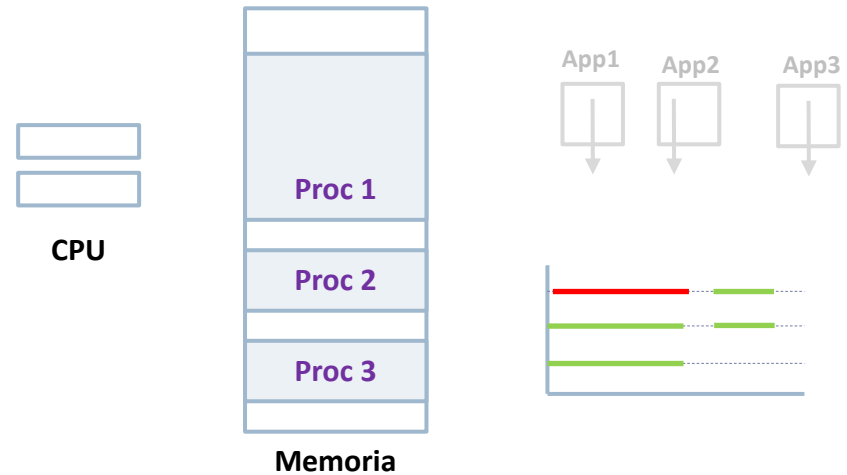 App1 App2 App3
Proc 1
CPU
Proc 2
Proc 3
Memoria